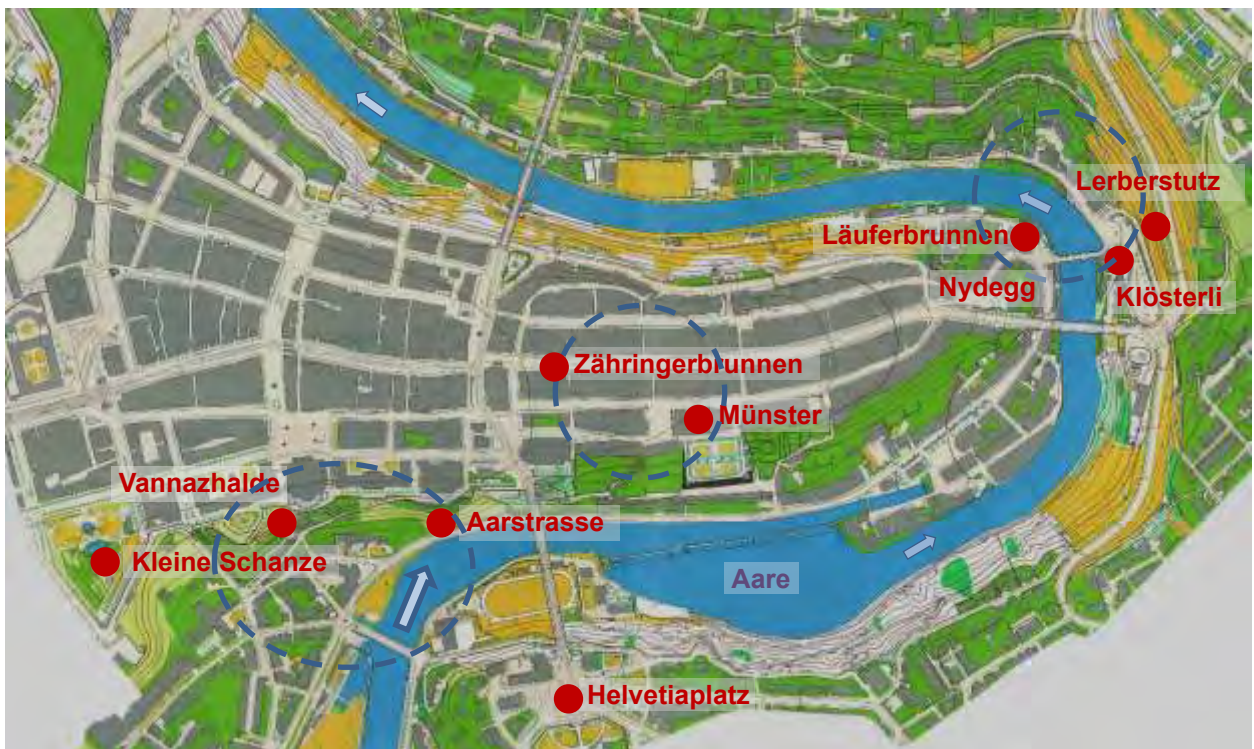 Lerberstutz
Läuferbrunnen
Nydegg
Klösterli
Zähringerbrunnen
Münster
Vannazhalde
Aarstrasse
Kleine Schanze
Aare
Helvetiaplatz